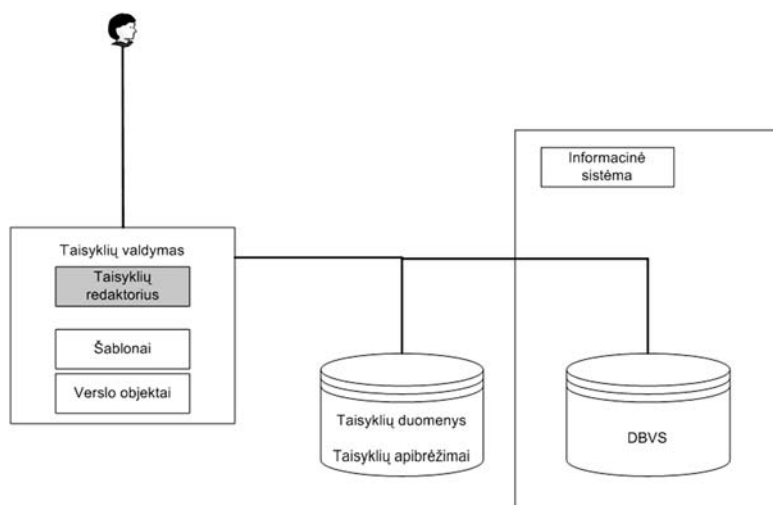 Informacinė
sistėma
Taisyklių valdymas
Taisyklių
redaktorius
Šablonai
Verslo objektai
Taisyklių duomenys
Taisyklių apibrėžimai
DBVS